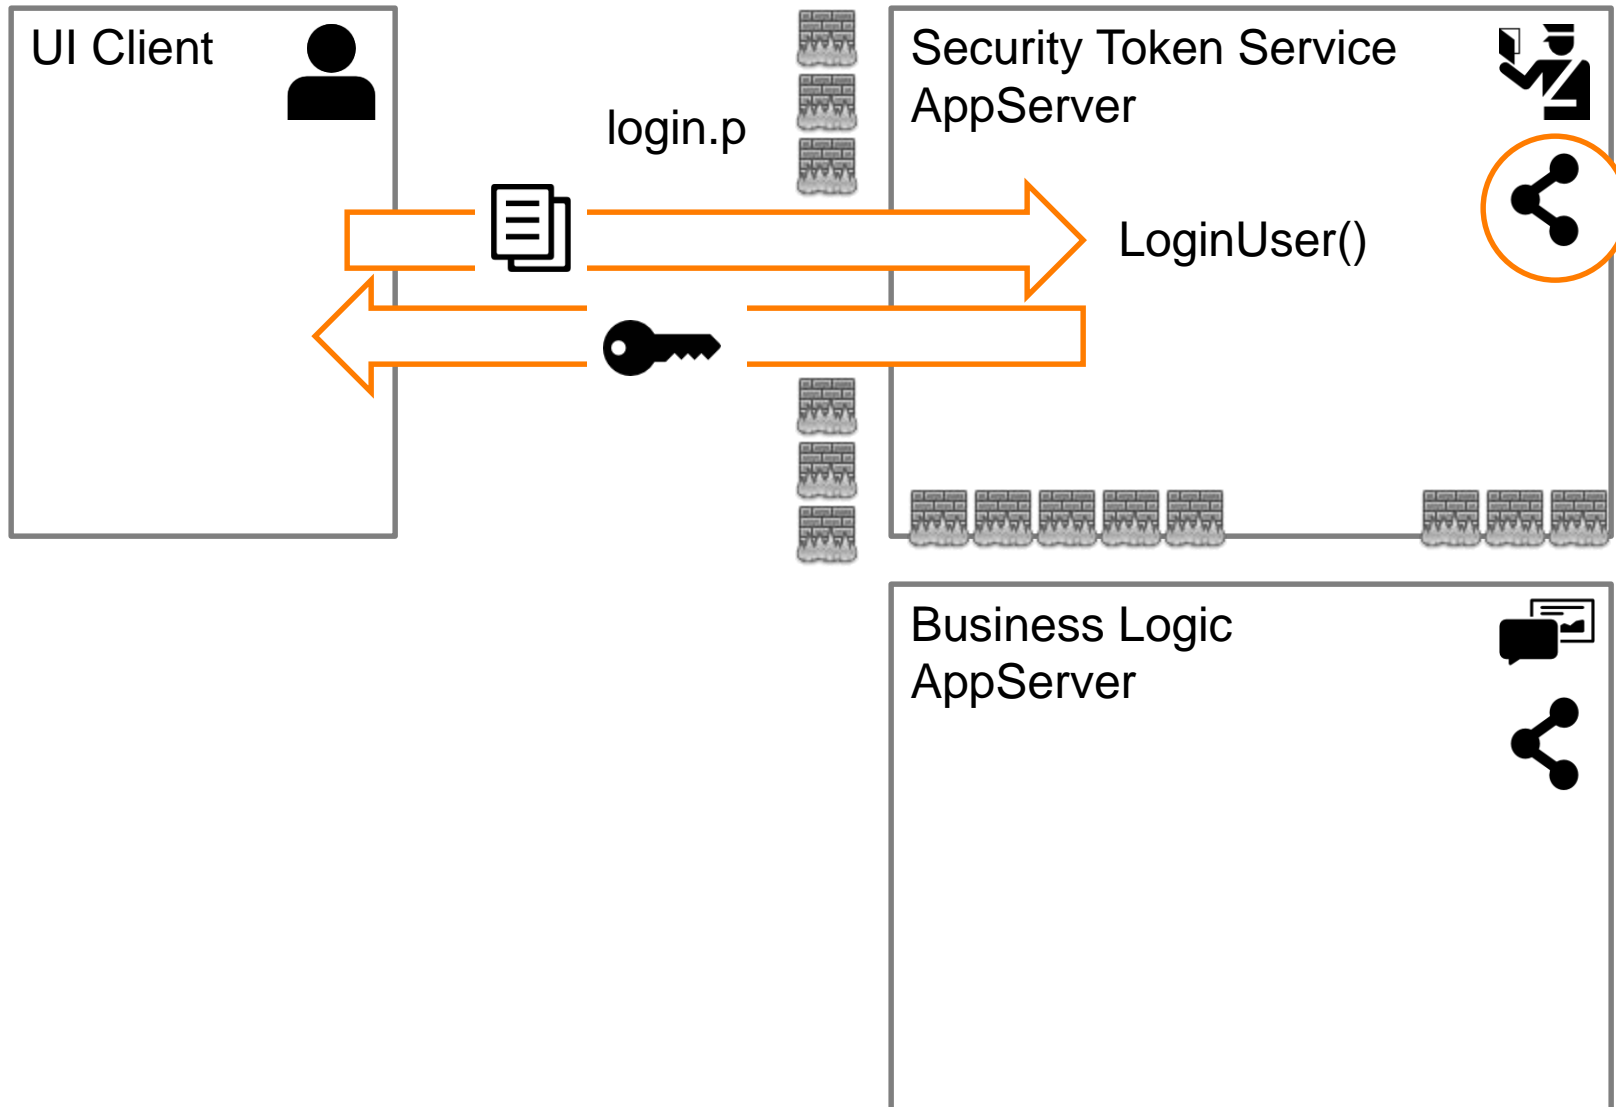 UI Client
login.p
Security Token Service
AppServer
LoginUser()
Business Logic
AppServer